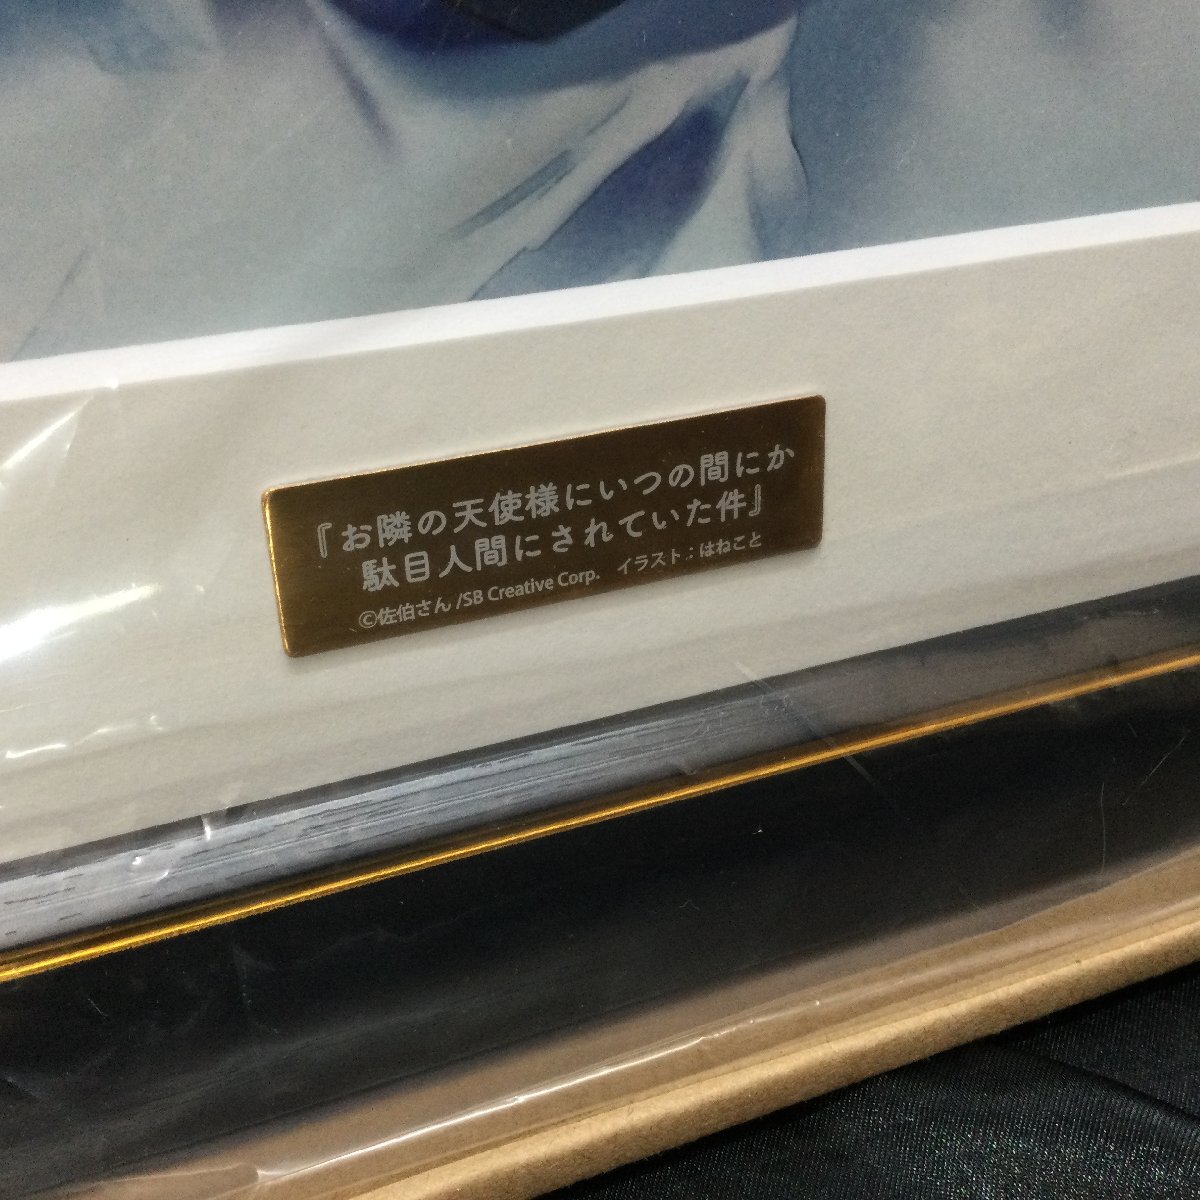 『お隣の天使様にいつの間にか
駄目人間にされていた件』
©佐伯さん/SB Creative Corp.　イラスト：はねこと